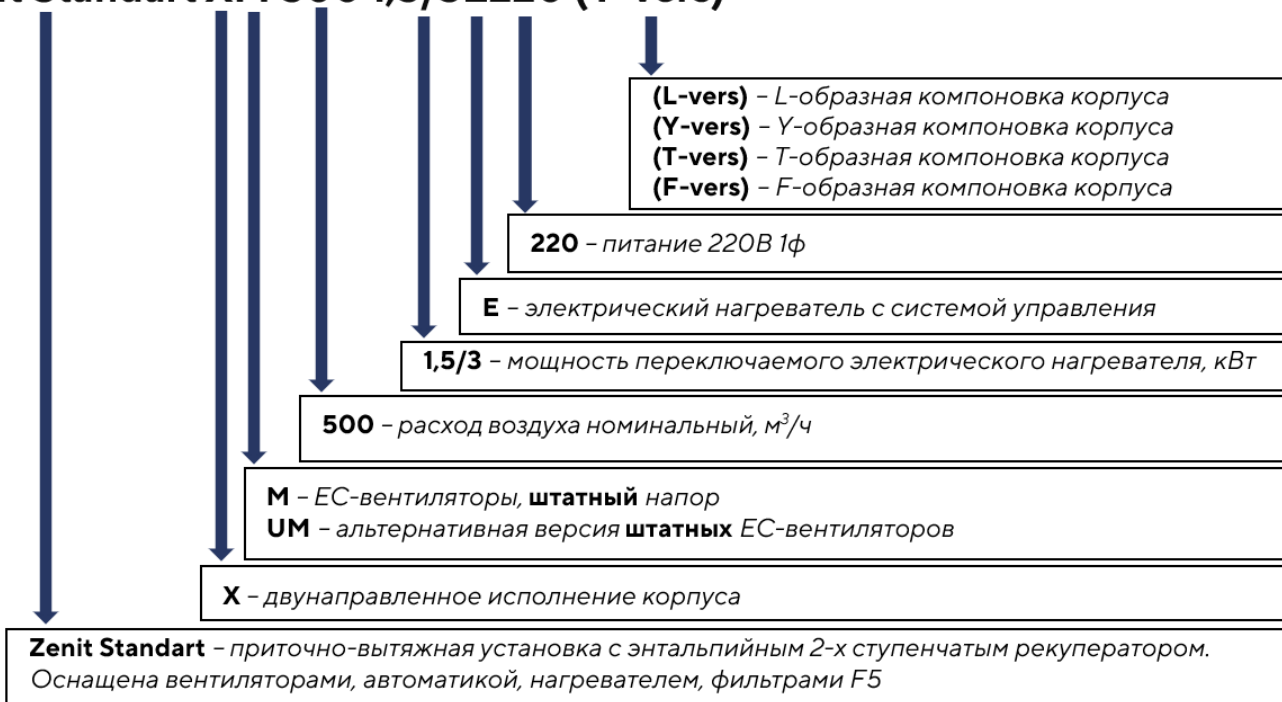 Standart
(L-vers) – L-образная компоновка корпуса
(Y-vers) – Y-образная компоновка корпуса
(T-vers) – T-образная компоновка корпуса
(F-vers) – F-образная компоновка корпуса
220 – питание 220В 1ф
E – электрический нагреватель с системой управления
1,5/3 – мощность переключаемого электрического нагревателя, кВт
500 – расход воздуха номинальный, м³/ч
M – EC-вентиляторы, штатный напор
UM – альтернативная версия штатных EC-вентиляторов
X – двунаправленное исполнение корпуса
Zenit Standart – приточно-вытяжная установка с энтальпийным 2-х ступенчатым рекуператором.
Оснащена вентиляторами, автоматикой, нагревателем, фильтрами F5